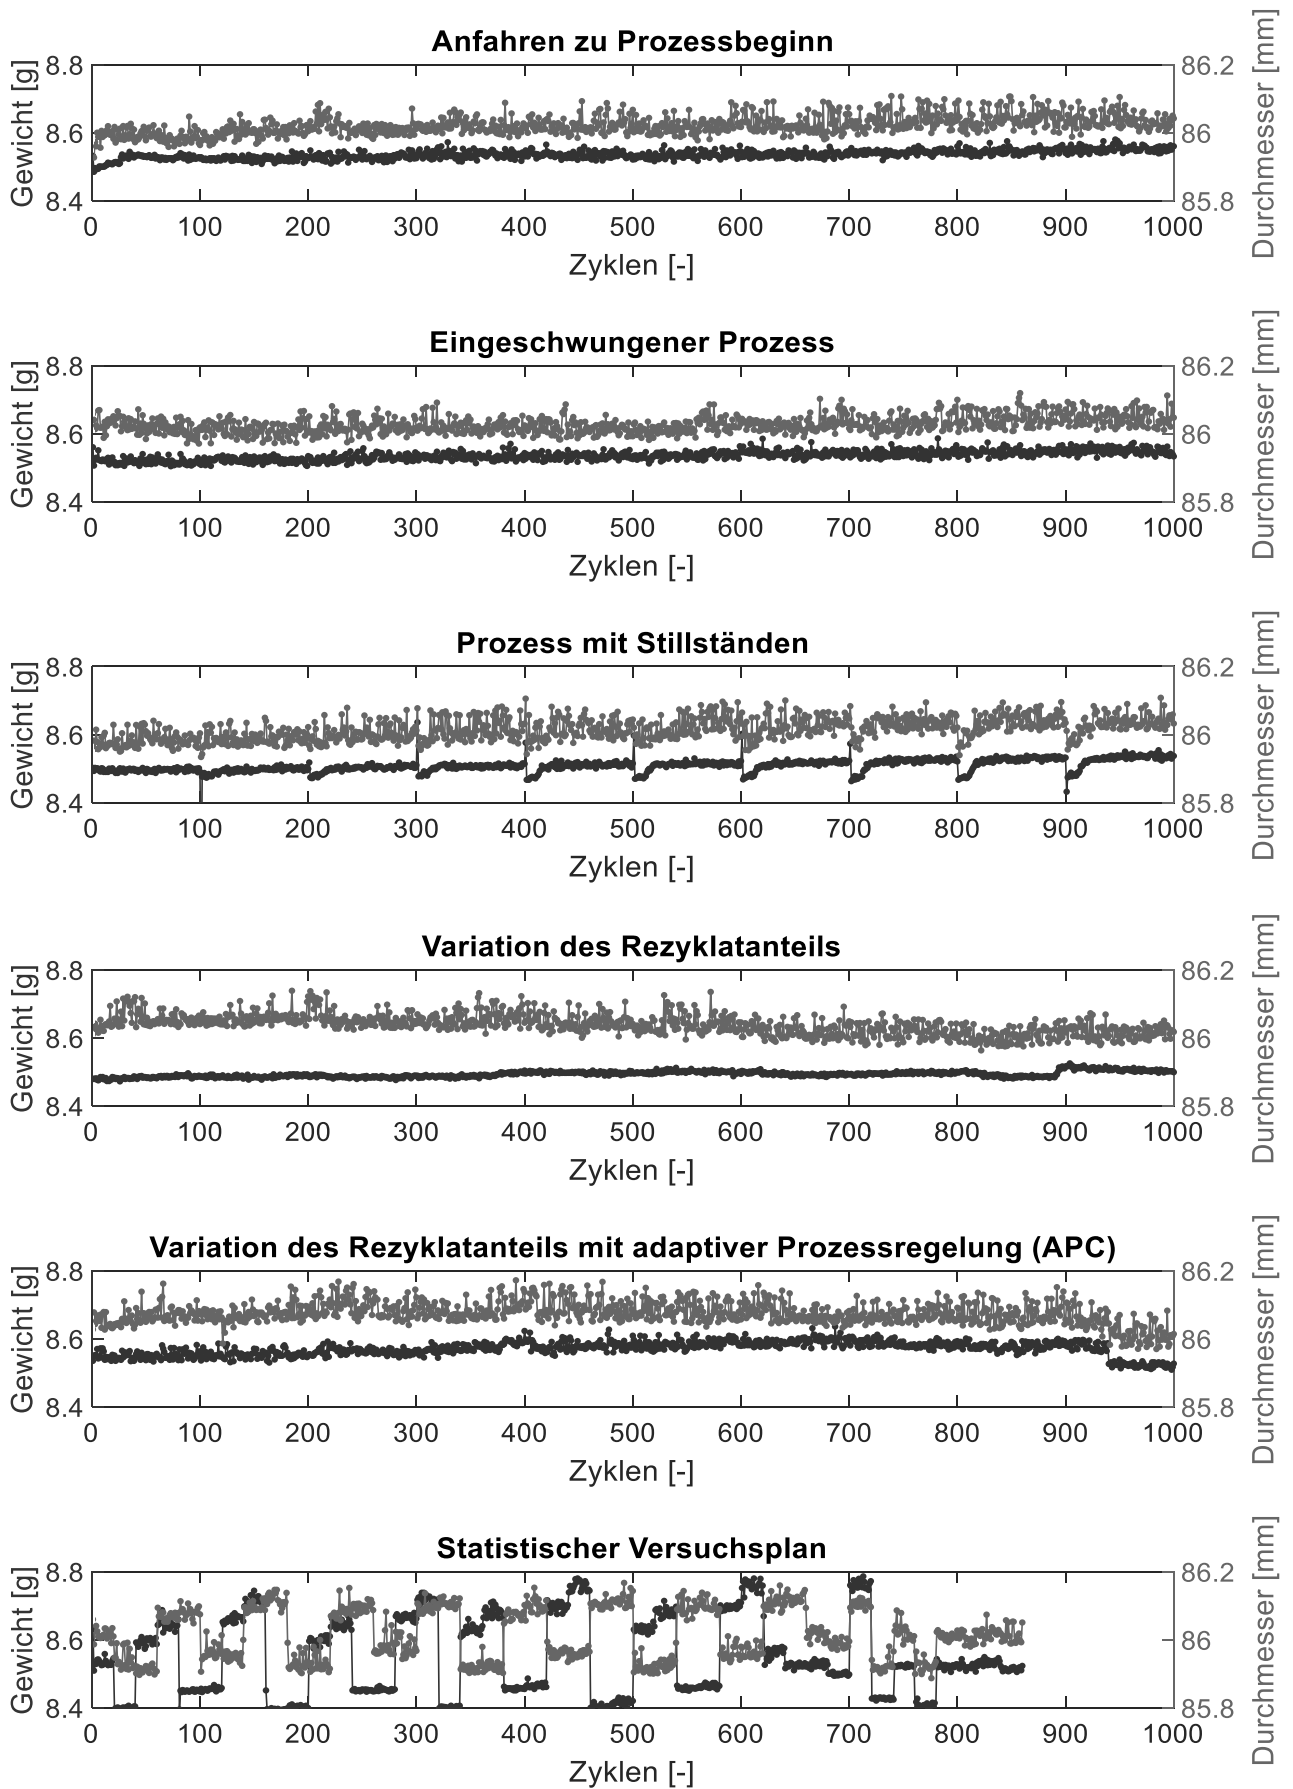 Anfahren zu Prozessbeginn
Gewicht [g]
8.8
8.6
8.4
86.2
86
85.8
Durchmesser [mm]
0 100 200 300 400 500 600 700 800 900 1000
Zyklen [-]
Eingeschwungener Prozess
Gewicht [g]
8.8
8.6
8.4
86.2
86
85.8
Durchmesser [mm]
0 100 200 300 400 500 600 700 800 900 1000
Zyklen [-]
Prozess mit Stillständen
Gewicht [g]
8.8
8.6
8.4
86.2
86
85.8
Durchmesser [mm]
0 100 200 300 400 500 600 700 800 900 1000
Zyklen [-]
Variation des Rezyklatanteils
Gewicht [g]
8.8
8.6
8.4
86.2
86
85.8
Durchmesser [mm]
0 100 200 300 400 500 600 700 800 900 1000
Zyklen [-]
Variation des Rezyklatanteils mit adaptiver Prozessregelung (APC)
Gewicht [g]
8.8
8.6
8.4
86.2
86
85.8
Durchmesser [mm]
0 100 200 300 400 500 600 700 800 900 1000
Zyklen [-]
Statistischer Versuchsplan
Gewicht [g]
8.8
8.6
8.4
86.2
86
85.8
Durchmesser [mm]
0 100 200 300 400 500 600 700 800 900 1000
Zyklen [-]